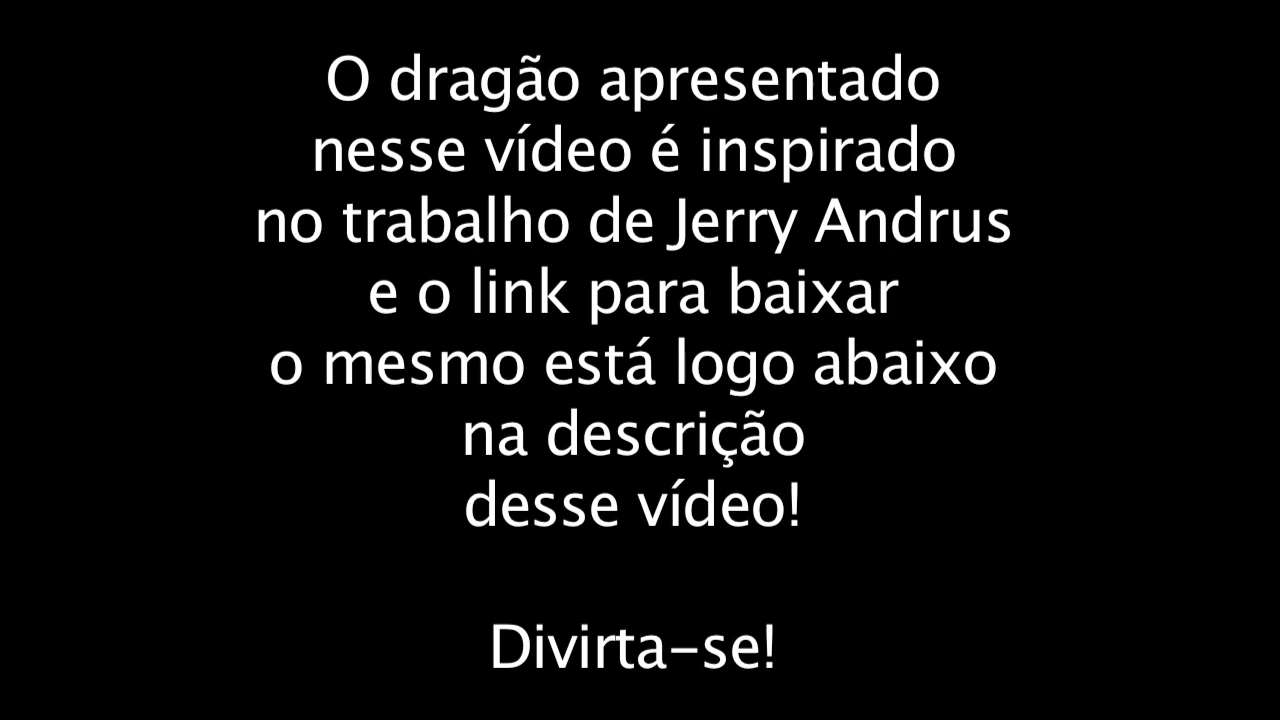 O dragão apresentado
nesse vídeo é inspirado
no trabalho de Jerry Andrus
e o link para baixar
o mesmo está logo abaixo
na descrição
desse vídeo!
Divirta-se!